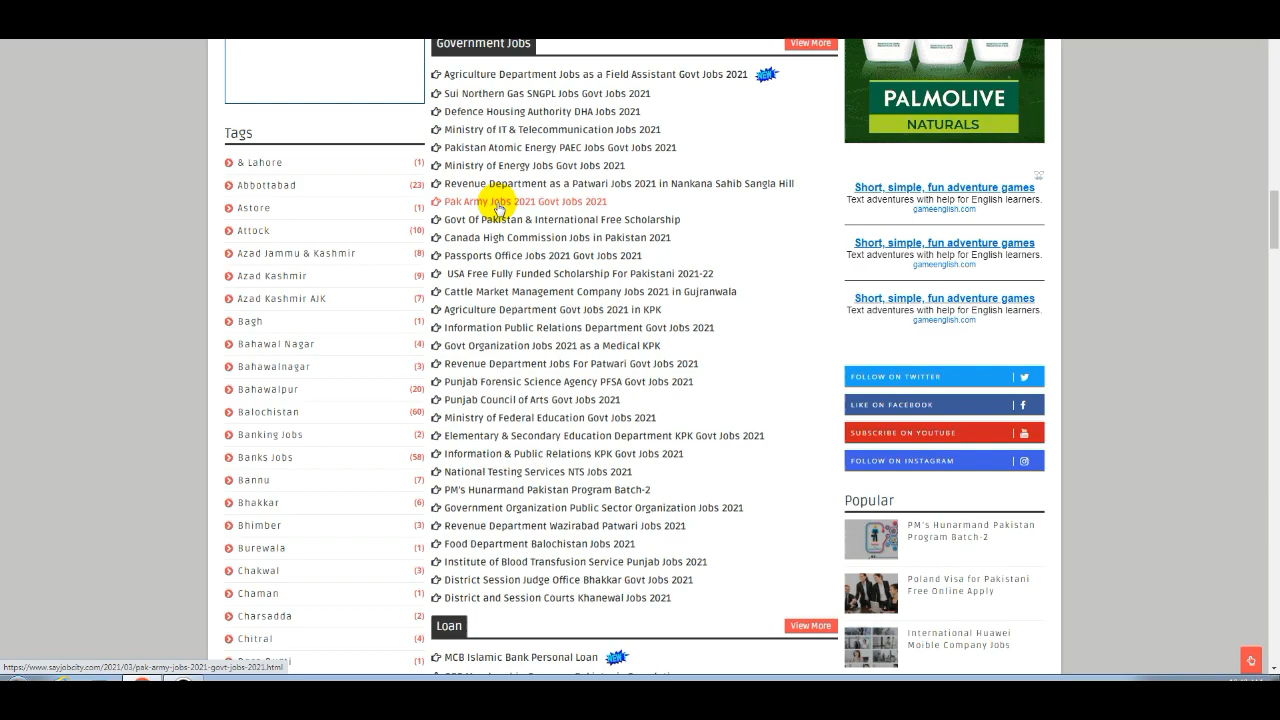 Government Jobs
View More
Agriculture Department Jobs as a Field Assistant Govt Jobs 2021
NEW
Sui Northern Gas SNGPL Jobs Govt Jobs 2021
Defence Housing Authority DHA Jobs 2021
Ministry of IT & Telecommunication Jobs 2021
Pakistan Atomic Energy PAEC Jobs Govt Jobs 2021
Ministry of Energy Jobs Govt Jobs 2021
Revenue Department as a Patwari Jobs 2021 in Nankana Sahib Sangla Hill
Pak Army Jobs 2021 Govt Jobs 2021
Govt Of Pakistan & International Free Scholarship
Canada High Commission Jobs in Pakistan 2021
Passports Office Jobs 2021 Govt Jobs 2021
USA Free Fully Funded Scholarship For Pakistani 2021-22
Cattle Market Management Company Jobs 2021 in Gujranwala
Agriculture Department Jobs 2021 in KPK
Information Public Relations Department Govt Jobs 2021
Govt Organization Jobs 2021 as a Medical KPK
Revenue Department Jobs For Patwari Govt Jobs 2021
Punjab Forensic Science Agency PFSA Govt Jobs 2021
Punjab Council of Arts Govt Jobs 2021
Ministry of Federal Education Govt Jobs 2021
Elementary & Secondary Education Department KPK Govt Jobs 2021
Information & Public Relations KPK Govt Jobs 2021
National Testing Services NTS Jobs 2021
PM's Hunarmand Pakistan Program Batch-2
Government Organization Public Sector Organization Jobs 2021
Revenue Department Wazirabad Patwari Jobs 2021
Food Department Balochistan Jobs 2021
Institute of Blood Transfusion Service Punjab Jobs 2021
District Session Judge Office Bhakkar Govt Jobs 2021
District and Session Courts Khanewal Jobs 2021
Loan
View More
MCB Islamic Bank Personal Loan
NEW
Tags
& Lahore (1)
Abbottabad (23)
Astore (1)
Attock (10)
Azad Jammu & Kashmir (8)
Azad Kashmir (9)
Azad Kashmir AJK (7)
Bagh (1)
Bahawal Nagar (4)
Bahawalnagar (3)
Bahawalpur (20)
Balochistan (60)
Banking Jobs (2)
Banks Jobs (58)
Bannu (7)
Bhakkar (6)
Bhimber (3)
Burewala (1)
Chakwal (3)
Chaman (1)
Charsadda (2)
Chitral (4)
(1)
https://www.sayjobcity.com/2021/03/pak-army-jobs-2021-govt-jobs-2021.html
PALMOLIVE
NATURALS
Short, simple, fun adventure games
Text adventures with help for English learners.
gameenglish.com
Short, simple, fun adventure games
Text adventures with help for English learners.
gameenglish.com
Short, simple, fun adventure games
Text adventures with help for English learners.
gameenglish.com
FOLLOW ON TWITTER
LIKE ON FACEBOOK
SUBSCRIBE ON YOUTUBE
FOLLOW ON INSTAGRAM
Popular
PM's Hunarmand Pakistan
Program Batch-2
Poland Visa for Pakistani
Free Online Apply
International Huawei
Moible Company Jobs